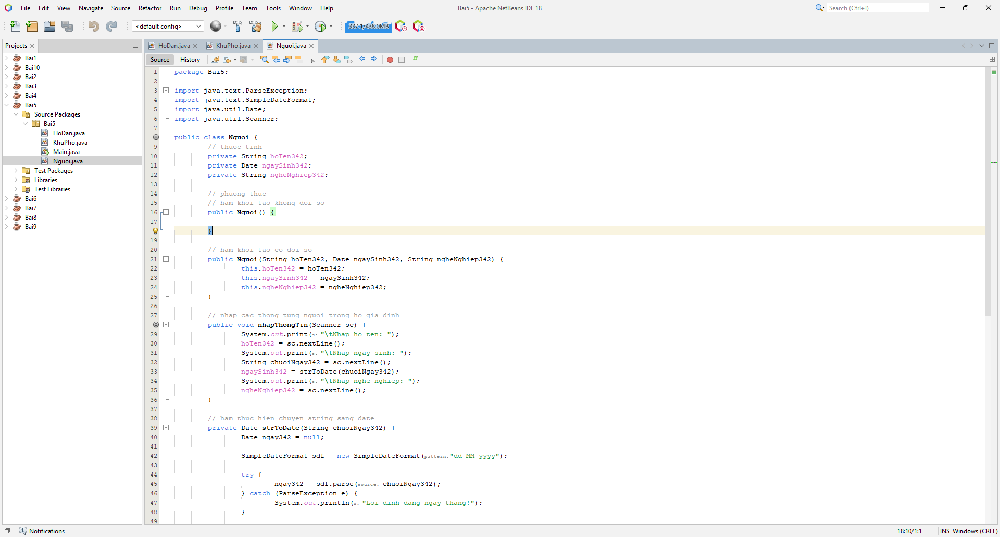 File Edit View Navigate Source Refactor Run Debug Profile Team Tools Window Help
Bai5 - Apache NetBeans IDE 18
Search (Ctrl+I)
<default config>
337.1/438.0MB
Projects
HoDan.java
KhuPho.java
Nguoi.java
Source History
Bai1
Bai10
Bai2
Bai3
Bai4
Bai5
Source Packages
Bai5
HoDan.java
KhuPho.java
Main.java
Nguoi.java
Test Packages
Libraries
Test Libraries
Bai6
Bai7
Bai8
Bai9
1 package Bai5;
2
3 import java.text.ParseException;
4 import java.text.SimpleDateFormat;
5 import java.util.Date;
6 import java.util.Scanner;
7
public class Nguoi {
9 // thuoc tinh
10 private String hoTen342;
11 private Date ngaySinh342;
12 private String ngheNghiep342;
13
14 // phuong thuc
15 // ham khoi tao khong doi so
16 public Nguoi() {
17
}
19
20 // ham khoi tao co doi so
21 public Nguoi(String hoTen342, Date ngaySinh342, String ngheNghiep342) {
22 this.hoTen342 = hoTen342;
23 this.ngaySinh342 = ngaySinh342;
24 this.ngheNghiep342 = ngheNghiep342;
25 }
26
27 // nhap cac thong tung nguoi trong ho gia dinh
public void nhapThongTin(Scanner sc) {
29 System.out.print(s: "\tNhap ho ten: ");
30 hoTen342 = sc.nextLine();
31 System.out.print(s: "\tNhap ngay sinh: ");
32 String chuoiNgay342 = sc.nextLine();
33 ngaySinh342 = strToDate(chuoiNgay342);
34 System.out.print(s: "\tNhap nghe nghiep: ");
35 ngheNghiep342 = sc.nextLine();
36 }
37
38 // ham thuc hien chuyen string sang date
39 private Date strToDate(String chuoiNgay342) {
40 Date ngay342 = null;
41
42 SimpleDateFormat sdf = new SimpleDateFormat(pattern:"dd-MM-yyyy");
43
44 try {
45 ngay342 = sdf.parse(source: chuoiNgay342);
46 } catch (ParseException e) {
47 System.out.println(x: "Loi dinh dang ngay thang!");
48 }
49
Notifications
18:10/1:1
INS
Windows (CRLF)